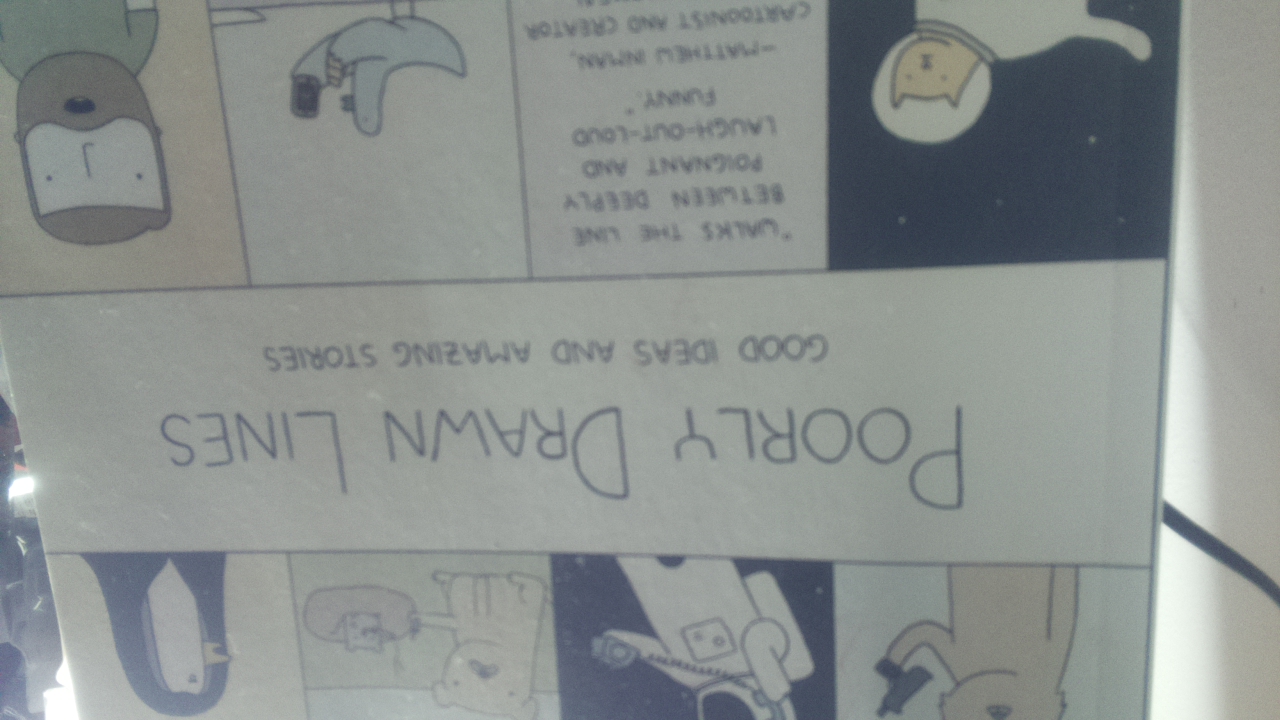 POORLY DRAWN LINES
GOOD IDEAS AND AMAZING STORIES
"WALKS THE LINE
BETWEEN DEEPLY
POIGNANT AND
LAUGH-OUT-LOUD
FUNNY."
—MATTHEW INMAN,
CARTOONIST AND CREATOR